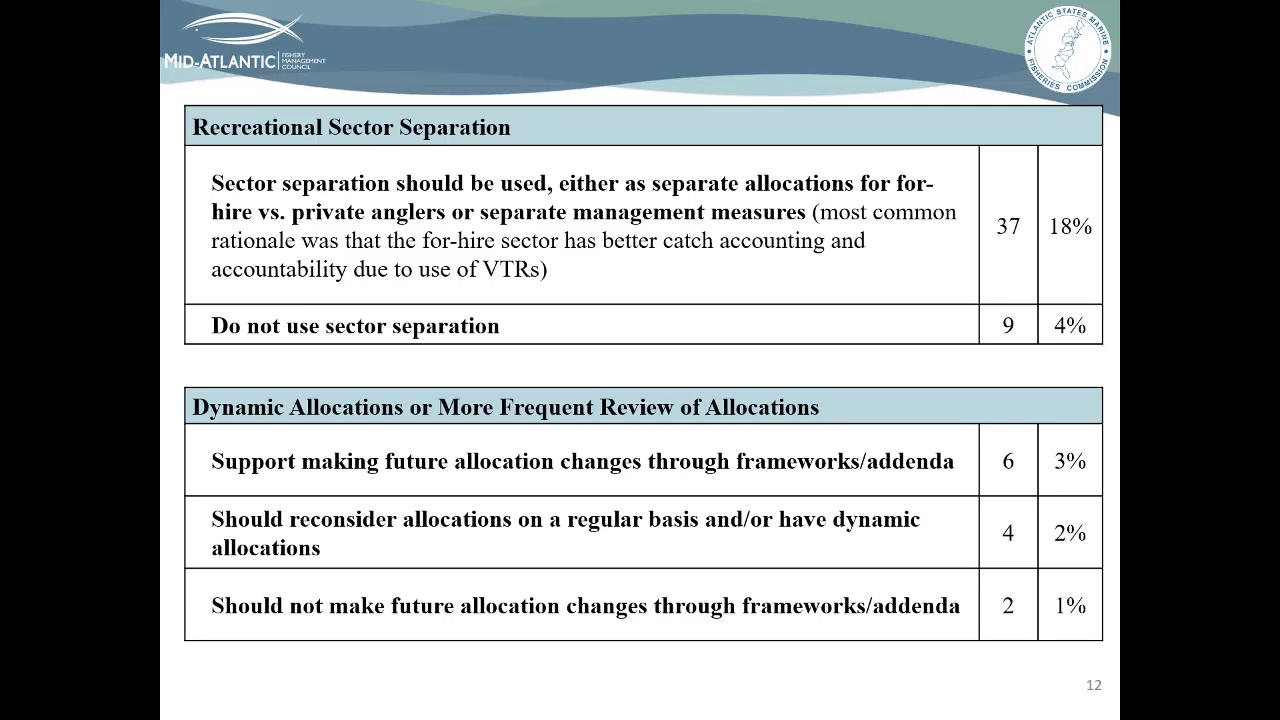 MID-ATLANTIC
FISHERY
MANAGEMENT
COUNCIL
ATLANTIC STATES MARINE
FISHERIES COMMISSION
Recreational Sector Separation
Sector separation should be used, either as separate allocations for for-
hire vs. private anglers or separate management measures (most common
rationale was that the for-hire sector has better catch accounting and
accountability due to use of VTRs)
37
18%
Do not use sector separation
9
4%
Dynamic Allocations or More Frequent Review of Allocations
Support making future allocation changes through frameworks/addenda
6
3%
Should reconsider allocations on a regular basis and/or have dynamic
allocations
4
2%
Should not make future allocation changes through frameworks/addenda
2
1%
12